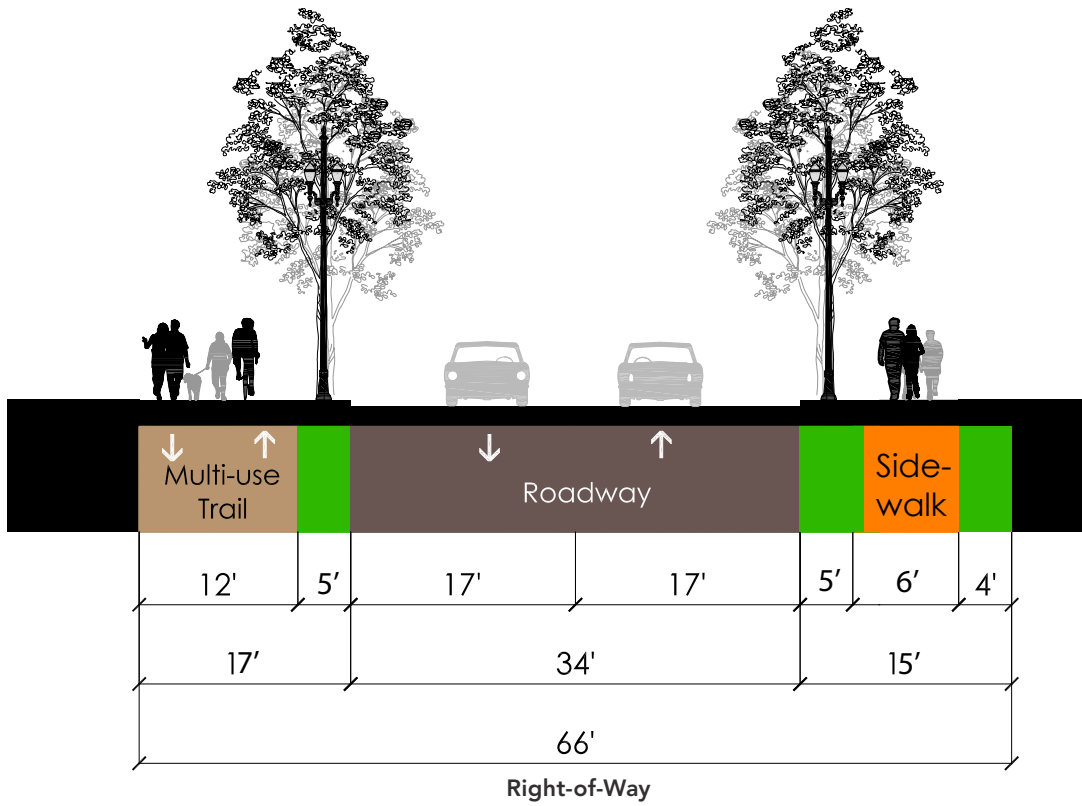 Multi-use
Trail
Roadway
Side-
walk
12' 5’ 17' 17' 5’ 6’ 4'
17’ 34' 15’
66'
Right-of-Way